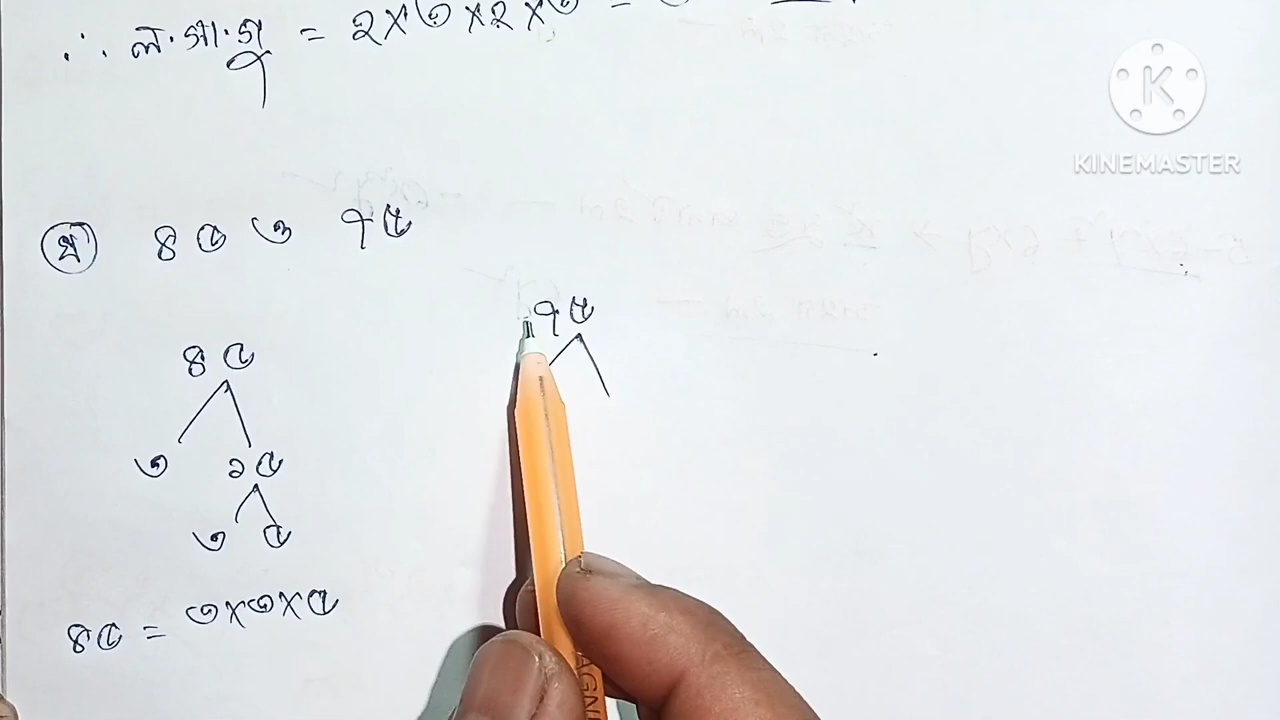 ∴ ল.সা.গু = ২×৩×২×৩ =
K
KINEMASTER
ঘ ৪৫ ও ৭৫
৭৫
৪৫
৩ ১৫
৩ ৫
৪৫ = ৩×৩×৫